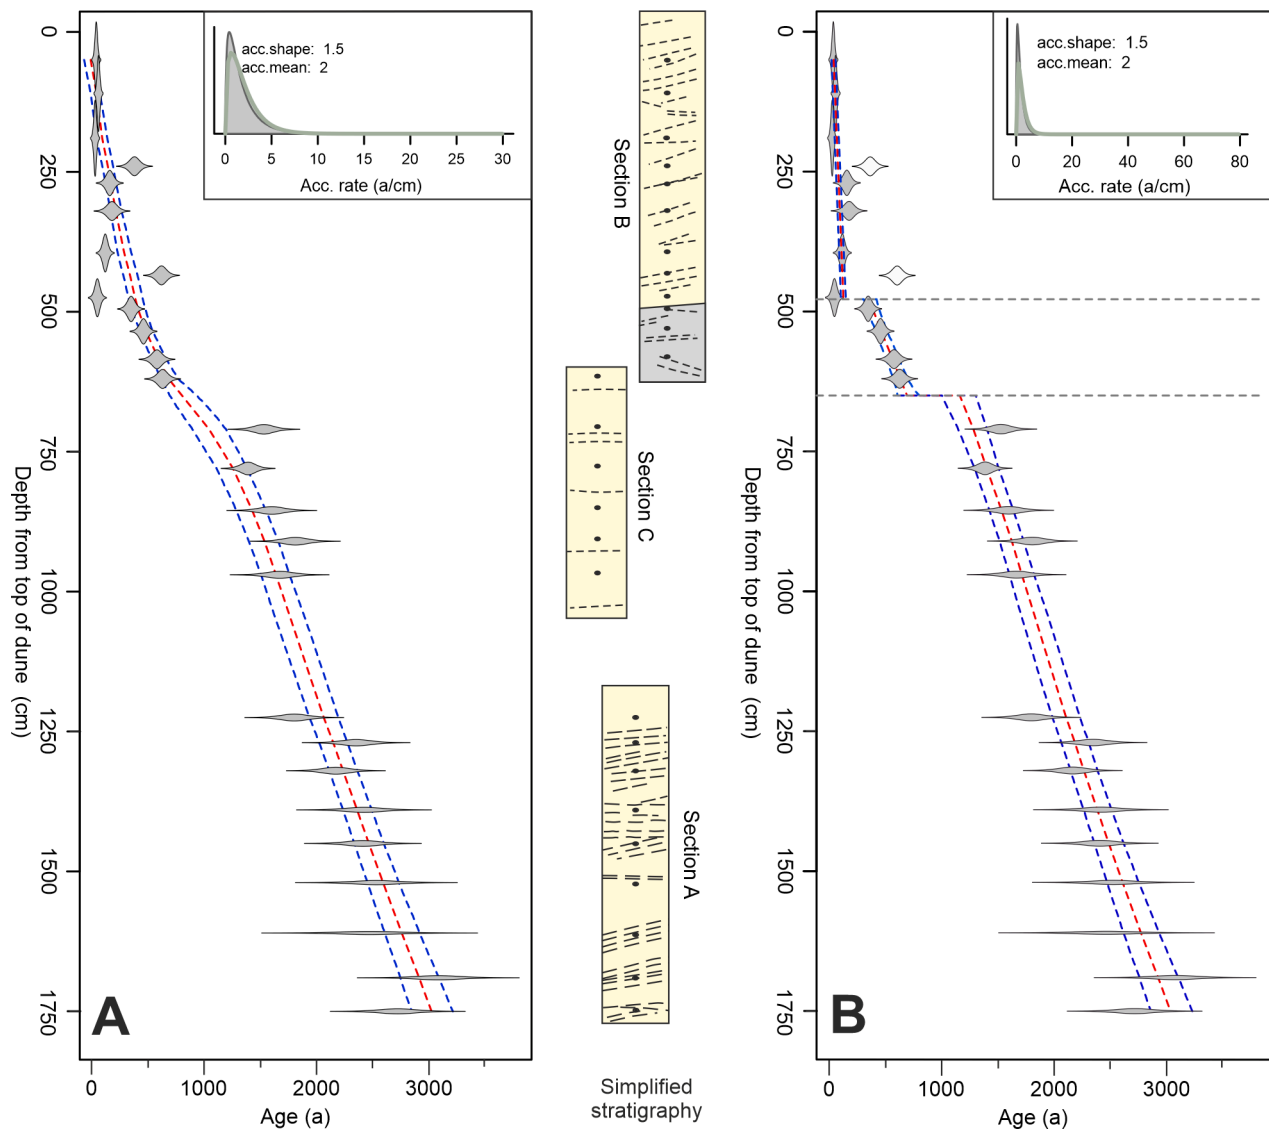 0
250
500
750
1000
1250
1500
1750
Depth from top of dune (cm)
acc.shape: 1.5
acc.mean: 2
0
5
10
15
20
25
30
Acc. rate (a/cm)
A
0
1000
2000
3000
Age (a)
Section B
Section C
Section A
Simplified
stratigraphy
0
250
500
750
1000
1250
1500
1750
Depth from top of dune (cm)
acc.shape: 1.5
acc.mean: 2
0
20
40
60
80
Acc. rate (a/cm)
B
0
1000
2000
3000
Age (a)